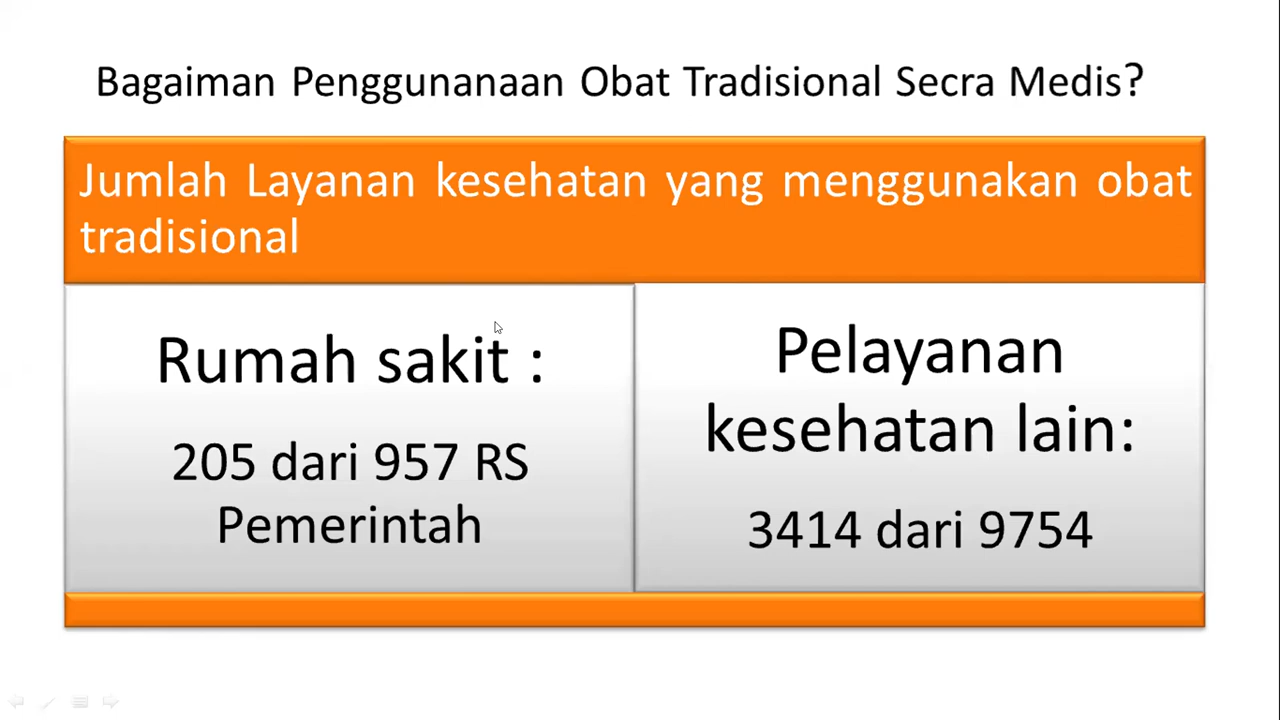 Bagaiman Penggunanaan Obat Tradisional Secra Medis?
Jumlah Layanan kesehatan yang menggunakan obat
tradisional
Rumah sakit :
205 dari 957 RS
Pemerintah
Pelayanan
kesehatan lain:
3414 dari 9754